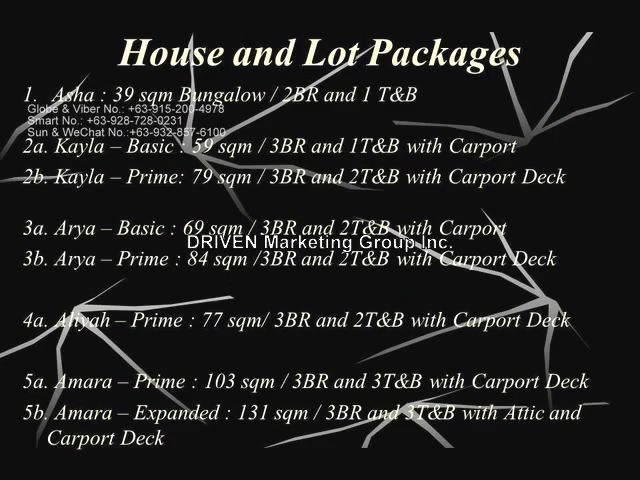 House and Lot Packages
1. Asha : 39 sqm Bungalow / 2BR and 1 T&B
Globe & Viber No.: +63-915-200-4978
Smart No.: +63-928-728-0231
Sun & WeChat No.:+63-932-857-6100
2a. Kayla – Basic : 59 sqm / 3BR and 1T&B with Carport
2b. Kayla – Prime: 79 sqm / 3BR and 2T&B with Carport Deck
3a. Arya – Basic : 69 sqm / 3BR and 2T&B with Carport
DRIVEN Marketing Group Inc.
3b. Arya – Prime : 84 sqm /3BR and 2T&B with Carport Deck
4a. Aliyah – Prime : 77 sqm/ 3BR and 2T&B with Carport Deck
5a. Amara – Prime : 103 sqm / 3BR and 3T&B with Carport Deck
5b. Amara – Expanded : 131 sqm / 3BR and 3T&B with Attic and
Carport Deck